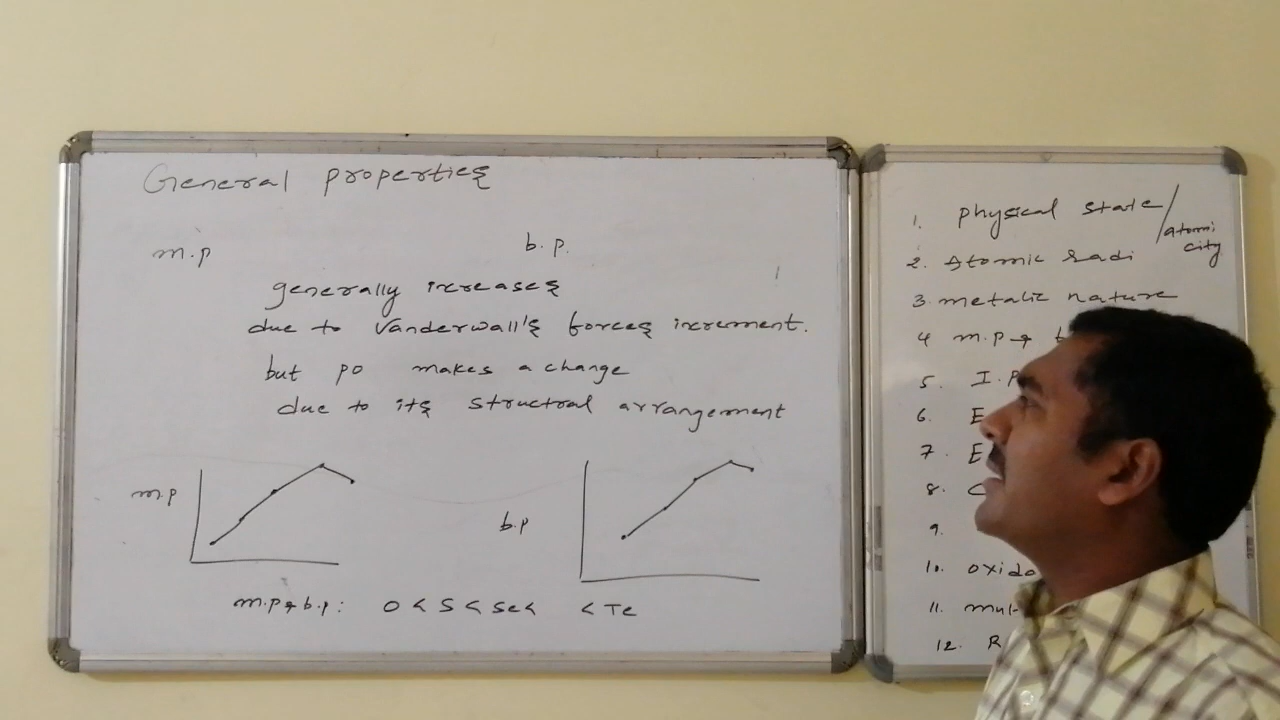 General properties
m.p b.p.
generally increases
due to Vanderwall's forces increment.
but po makes a change
due to its structral arrangement
m.p
b.p
m.p & b.p: O < S < Se < < Te
1. physical state/atomicity
2. Atomic radi
3. metalic nature
4 m.p &
5. I.P
6. E
7. E
8. C
9.
10. oxida
11. mul
12. R